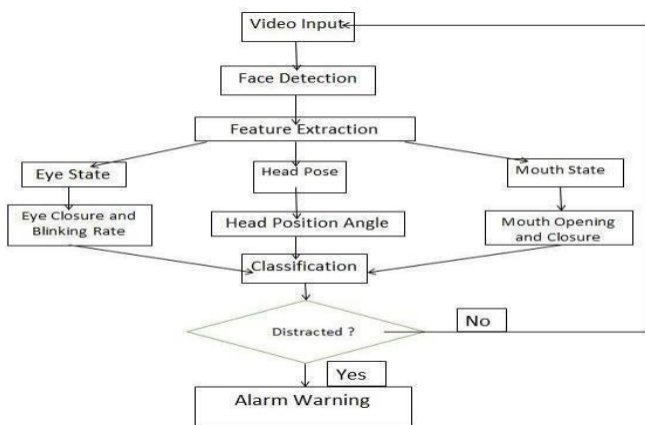 Video Input
Face Detection
Feature Extraction
Eye State
Head Pose
Mouth State
Eye Closure and
Blinking Rate
Head Position Angle
Mouth Opening
and Closure
Classification
Distracted ?
No
Yes
Alarm Warning